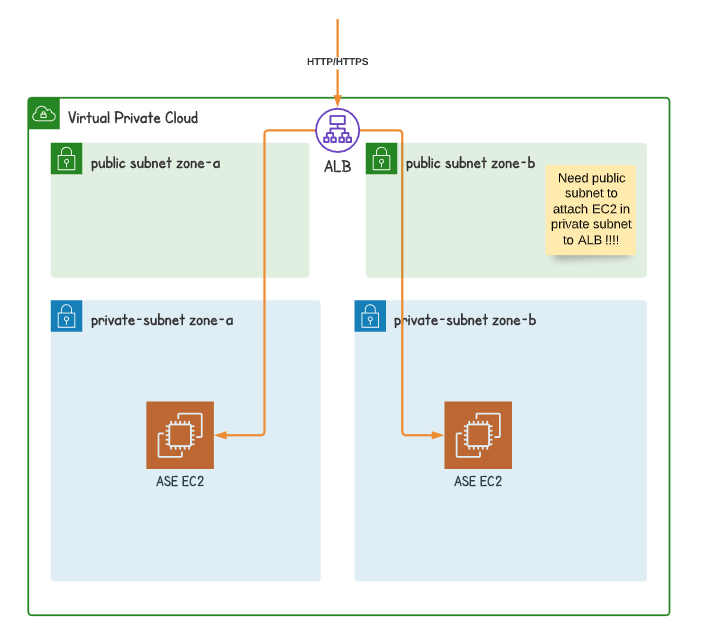 HTTP/HTTPS
Virtual Private Cloud
ALB
public subnet zone-a
public subnet zone-b
Need public
subnet to
attach EC2 in
private subnet
to ALB !!!!
private-subnet zone-a
private-subnet zone-b
ASE EC2
ASE EC2